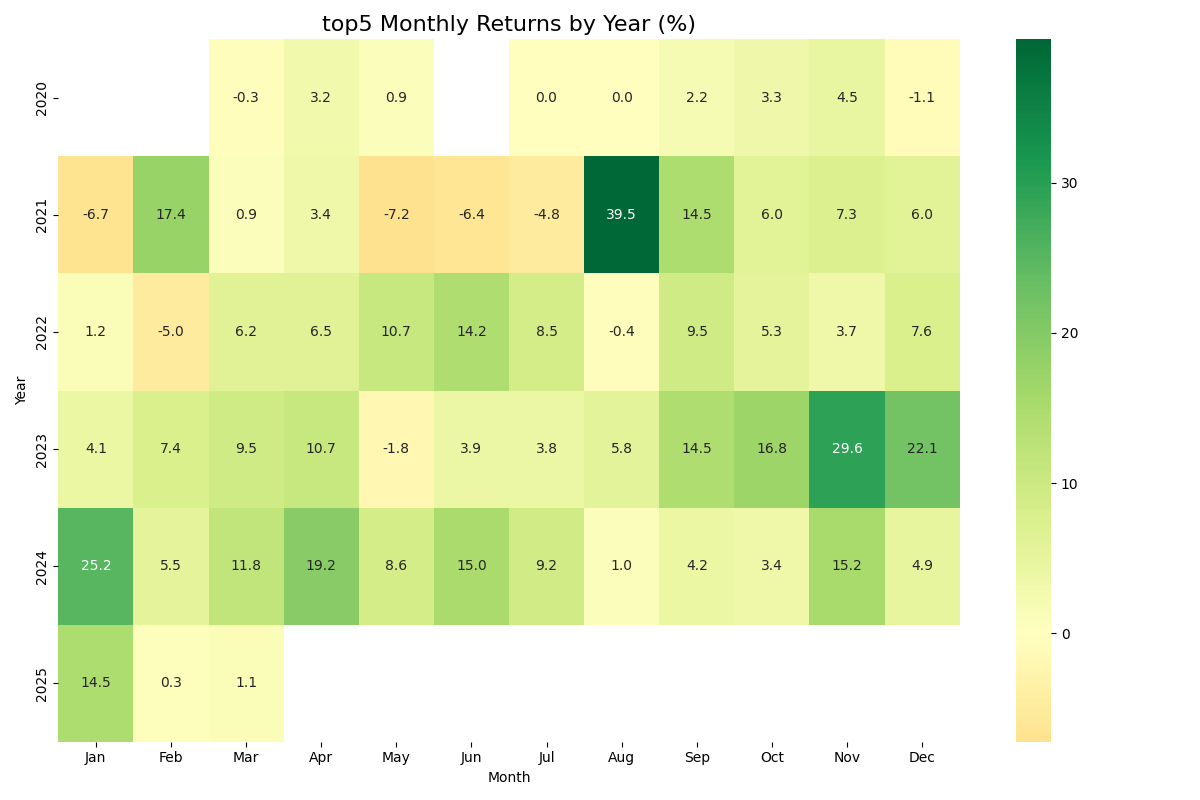 top5 Monthly Returns by Year (%)
2020 -0.3 3.2 0.9 0.0 0.0 2.2 3.3 4.5 -1.1
2021 -6.7 17.4 0.9 3.4 -7.2 -6.4 -4.8 39.5 14.5 6.0 7.3 6.0
2022 1.2 -5.0 6.2 6.5 10.7 14.2 8.5 -0.4 9.5 5.3 3.7 7.6
2023 4.1 7.4 9.5 10.7 -1.8 3.9 3.8 5.8 14.5 16.8 29.6 22.1
2024 25.2 5.5 11.8 19.2 8.6 15.0 9.2 1.0 4.2 3.4 15.2 4.9
2025 14.5 0.3 1.1
Jan Feb Mar Apr May Jun Jul Aug Sep Oct Nov Dec
Month
Year
30
20
10
0